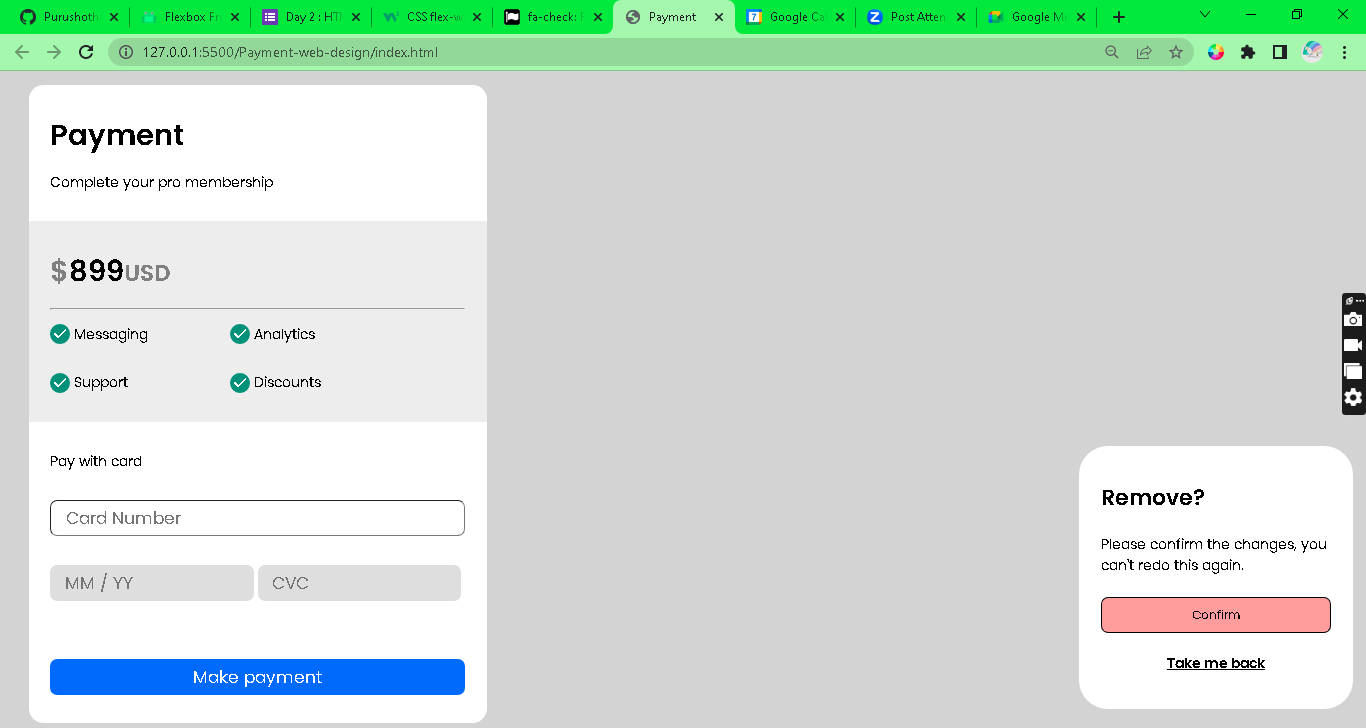 Purushoth
Flexbox Fr
Day 2 : HT
CSS flex-w
fa-check: F
Payment
Google Cal
Post Atten
Google Me
127.0.0.1:5500/Payment-web-design/index.html
Payment
Complete your pro membership
$899USD
Messaging Analytics
Support Discounts
Pay with card
Card Number
MM / YY CVC
Make payment
Remove?
Please confirm the changes, you
can't redo this again.
Confirm
Take me back